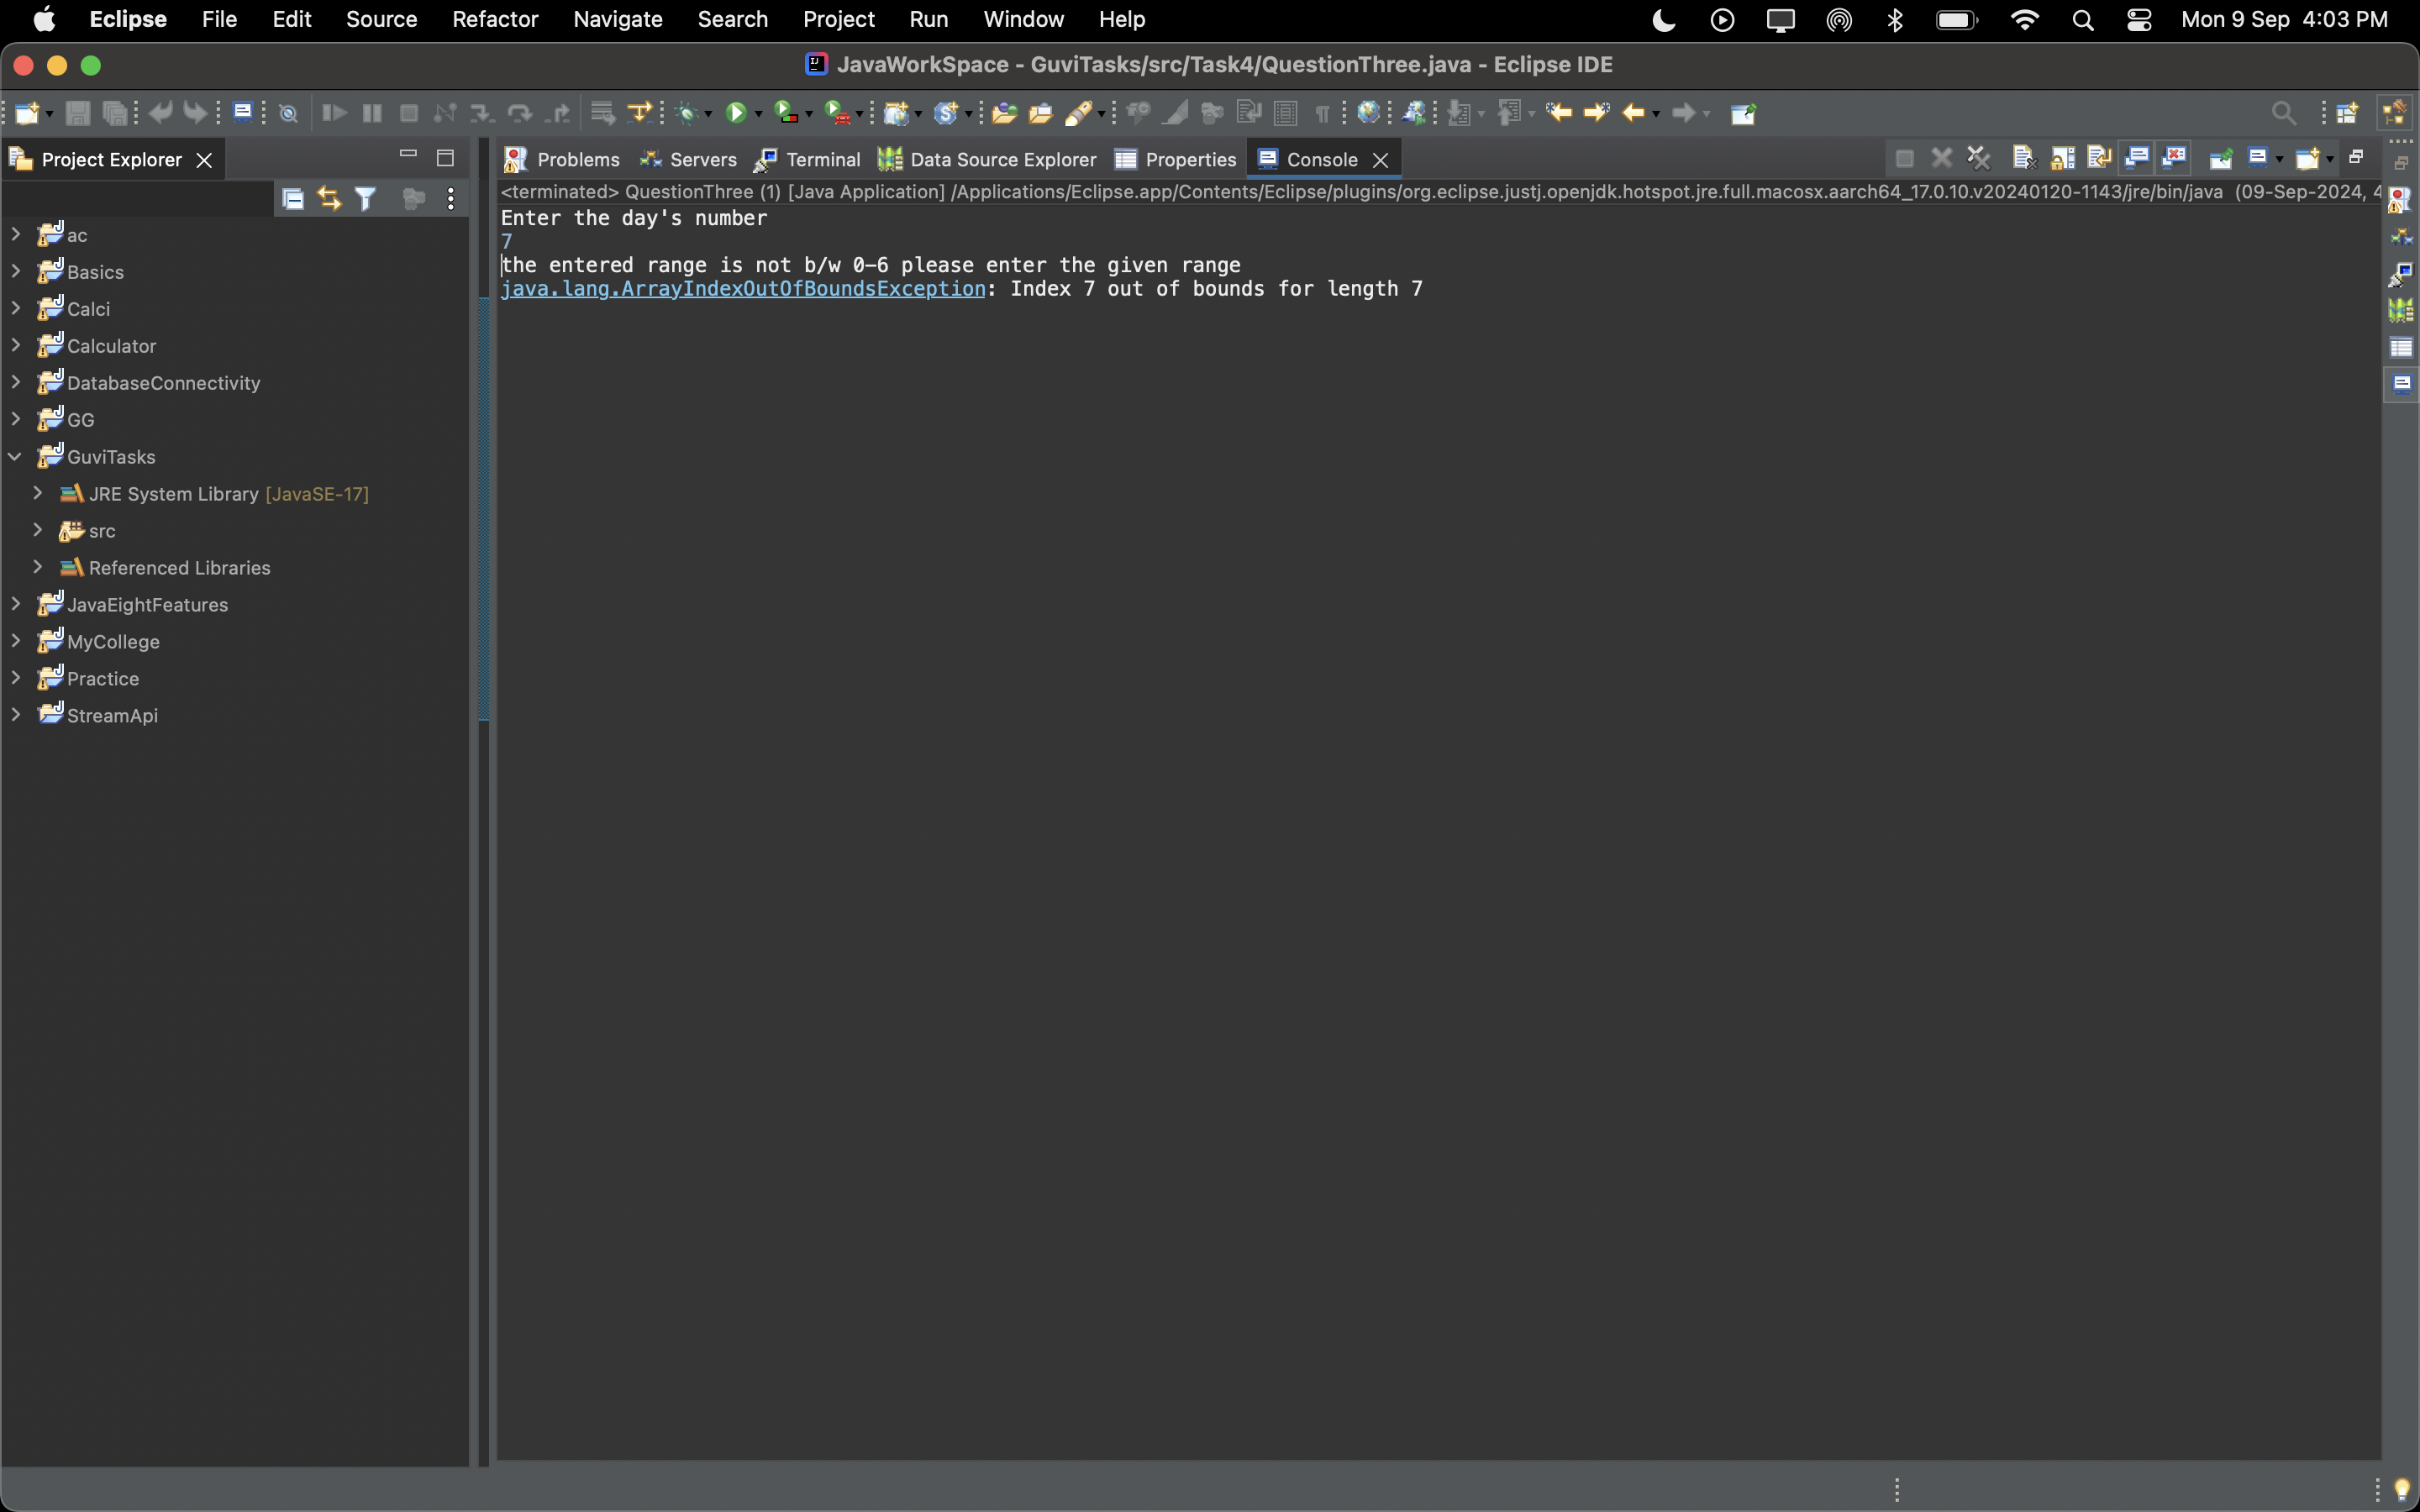 Eclipse File Edit Source Refactor Navigate Search Project Run Window Help Mon 9 Sep 4:03 PM
JavaWorkSpace - GuviTasks/src/Task4/QuestionThree.java - Eclipse IDE
Project Explorer
Problems Servers Terminal Data Source Explorer Properties Console
<terminated> QuestionThree (1) [Java Application] /Applications/Eclipse.app/Contents/Eclipse/plugins/org.eclipse.justj.openjdk.hotspot.jre.full.macosx.aarch64_17.0.10.v20240120-1143/jre/bin/java (09-Sep-2024, 4
Enter the day's number
7
the entered range is not b/w 0-6 please enter the given range
java.lang.ArrayIndexOutOfBoundsException: Index 7 out of bounds for length 7
ac
Basics
Calci
Calculator
DatabaseConnectivity
GG
GuviTasks
JRE System Library [JavaSE-17]
src
Referenced Libraries
JavaEightFeatures
MyCollege
Practice
StreamApi